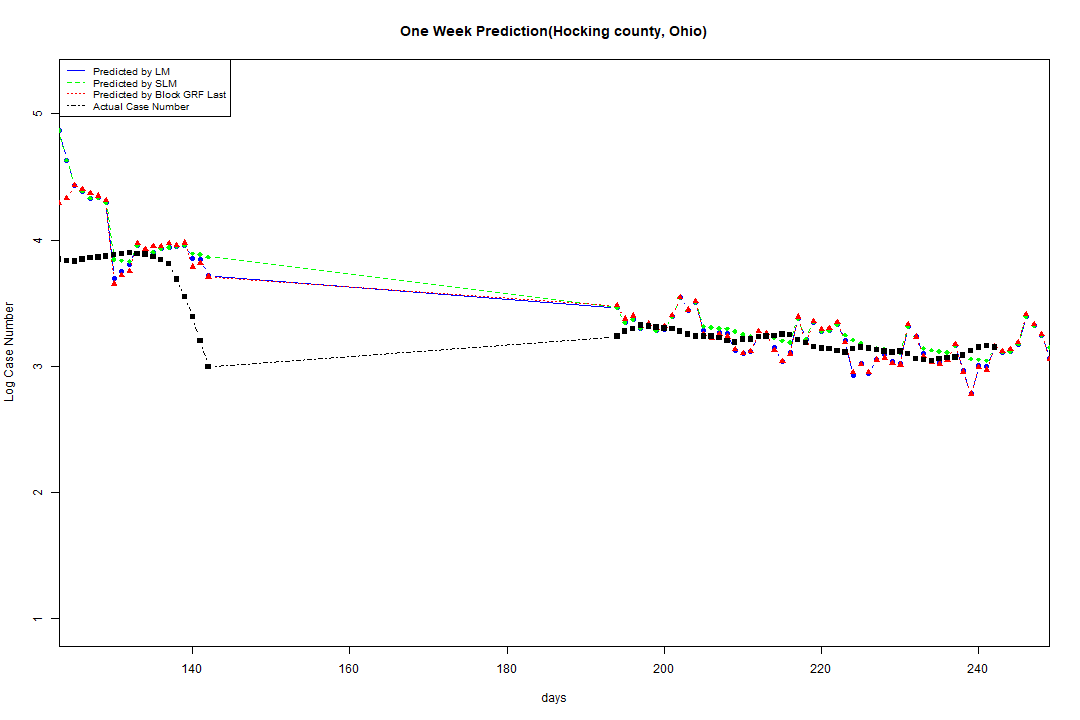 One Week Prediction(Hocking county, Ohio)
Predicted by LM
Predicted by SLM
Predicted by Block GRF Last
Actual Case Number
5
4
3
2
1
Log Case Number
140 160 180 200 220 240
days